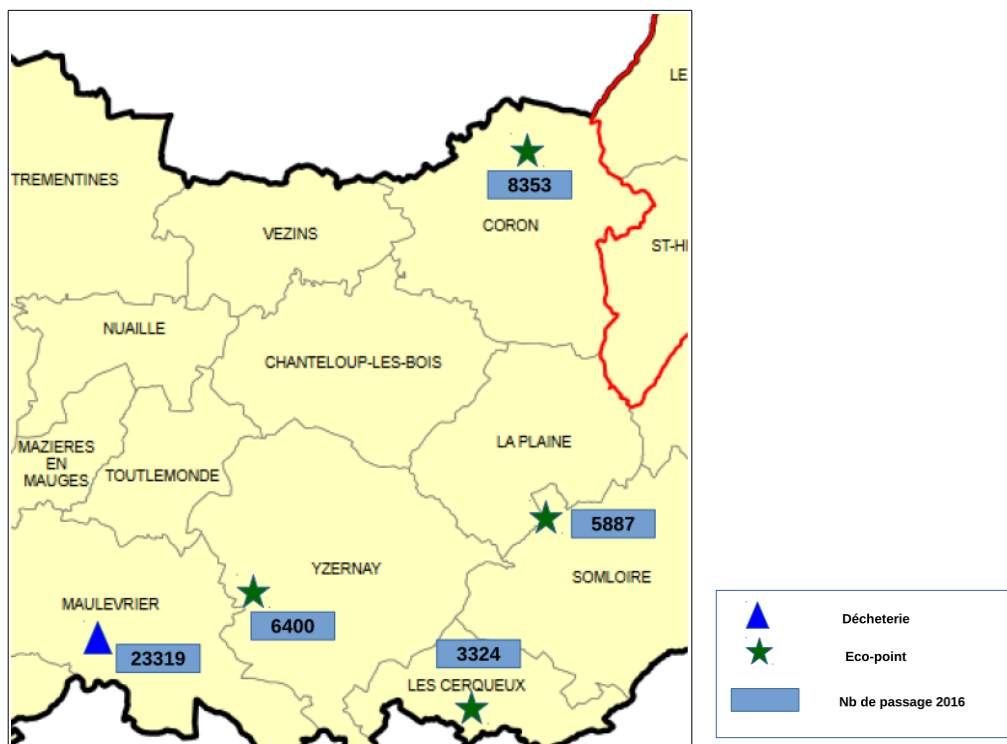 LE
TREMENTINES
8353
CORON
VEZINS
ST-HI
NUAILLE
CHANTELOUP-LES-BOIS
LA PLAINE
MAZIERES
EN
MAUGES
TOUTLEMONDE
5887
YZERNAY
SOMLOIRE
MAULEVRIER
6400
23319
3324
LES CERQUEUX
Décheterie
Eco-point
Nb de passage 2016